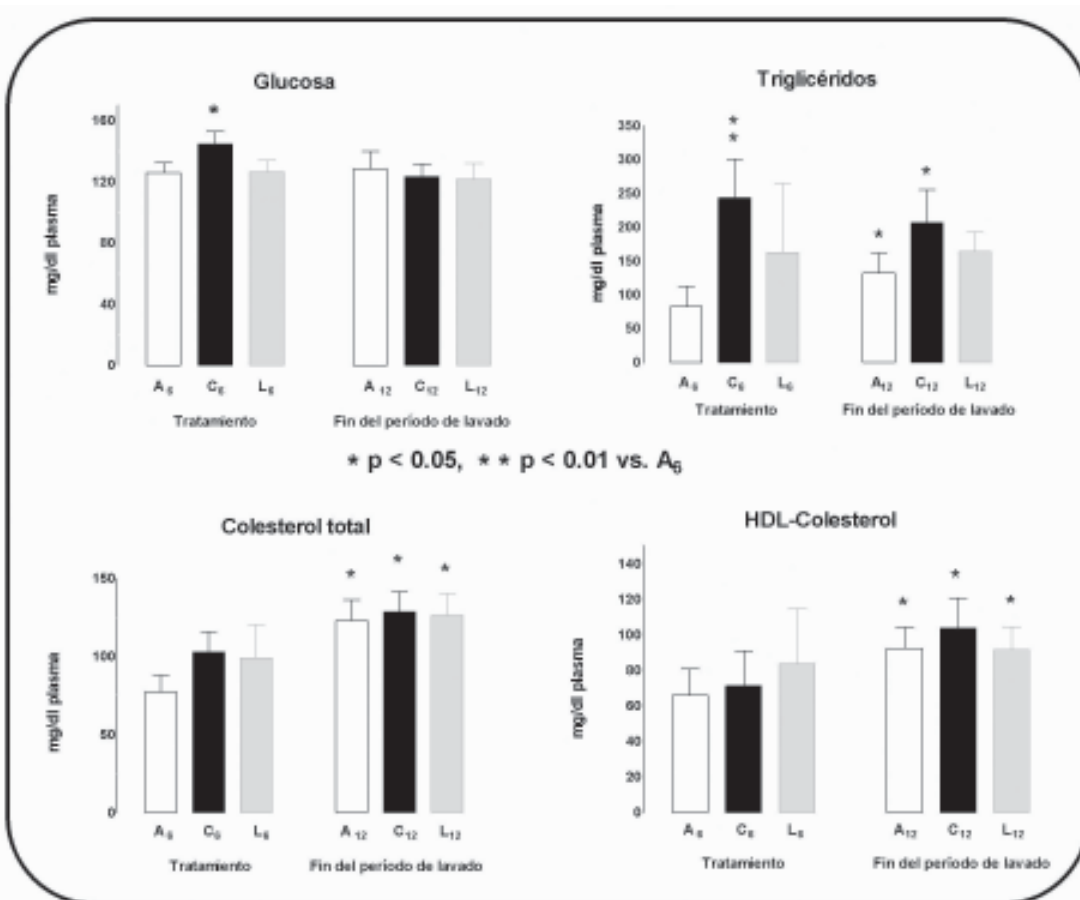 Glucosa
*
160
120
80
40
0
mg/dl plasma
A6 C6 L6 A12 C12 L12
Tratamiento Fin del período de lavado
Triglicéridos
*
*
*
*
350
300
250
200
150
100
50
0
mg/dl plasma
A6 C6 L6 A12 C12 L12
Tratamiento Fin del período de lavado
* p < 0.05, * * p < 0.01 vs. A6
Colesterol total
* * *
150
100
50
0
mg/dl plasma
A6 C6 L6 A12 C12 L12
Tratamiento Fin del período de lavado
HDL-Colesterol
* * *
140
120
100
80
60
40
20
0
mg/dl plasma
A6 C6 L6 A12 C12 L12
Tratamiento Fin del período de lavado